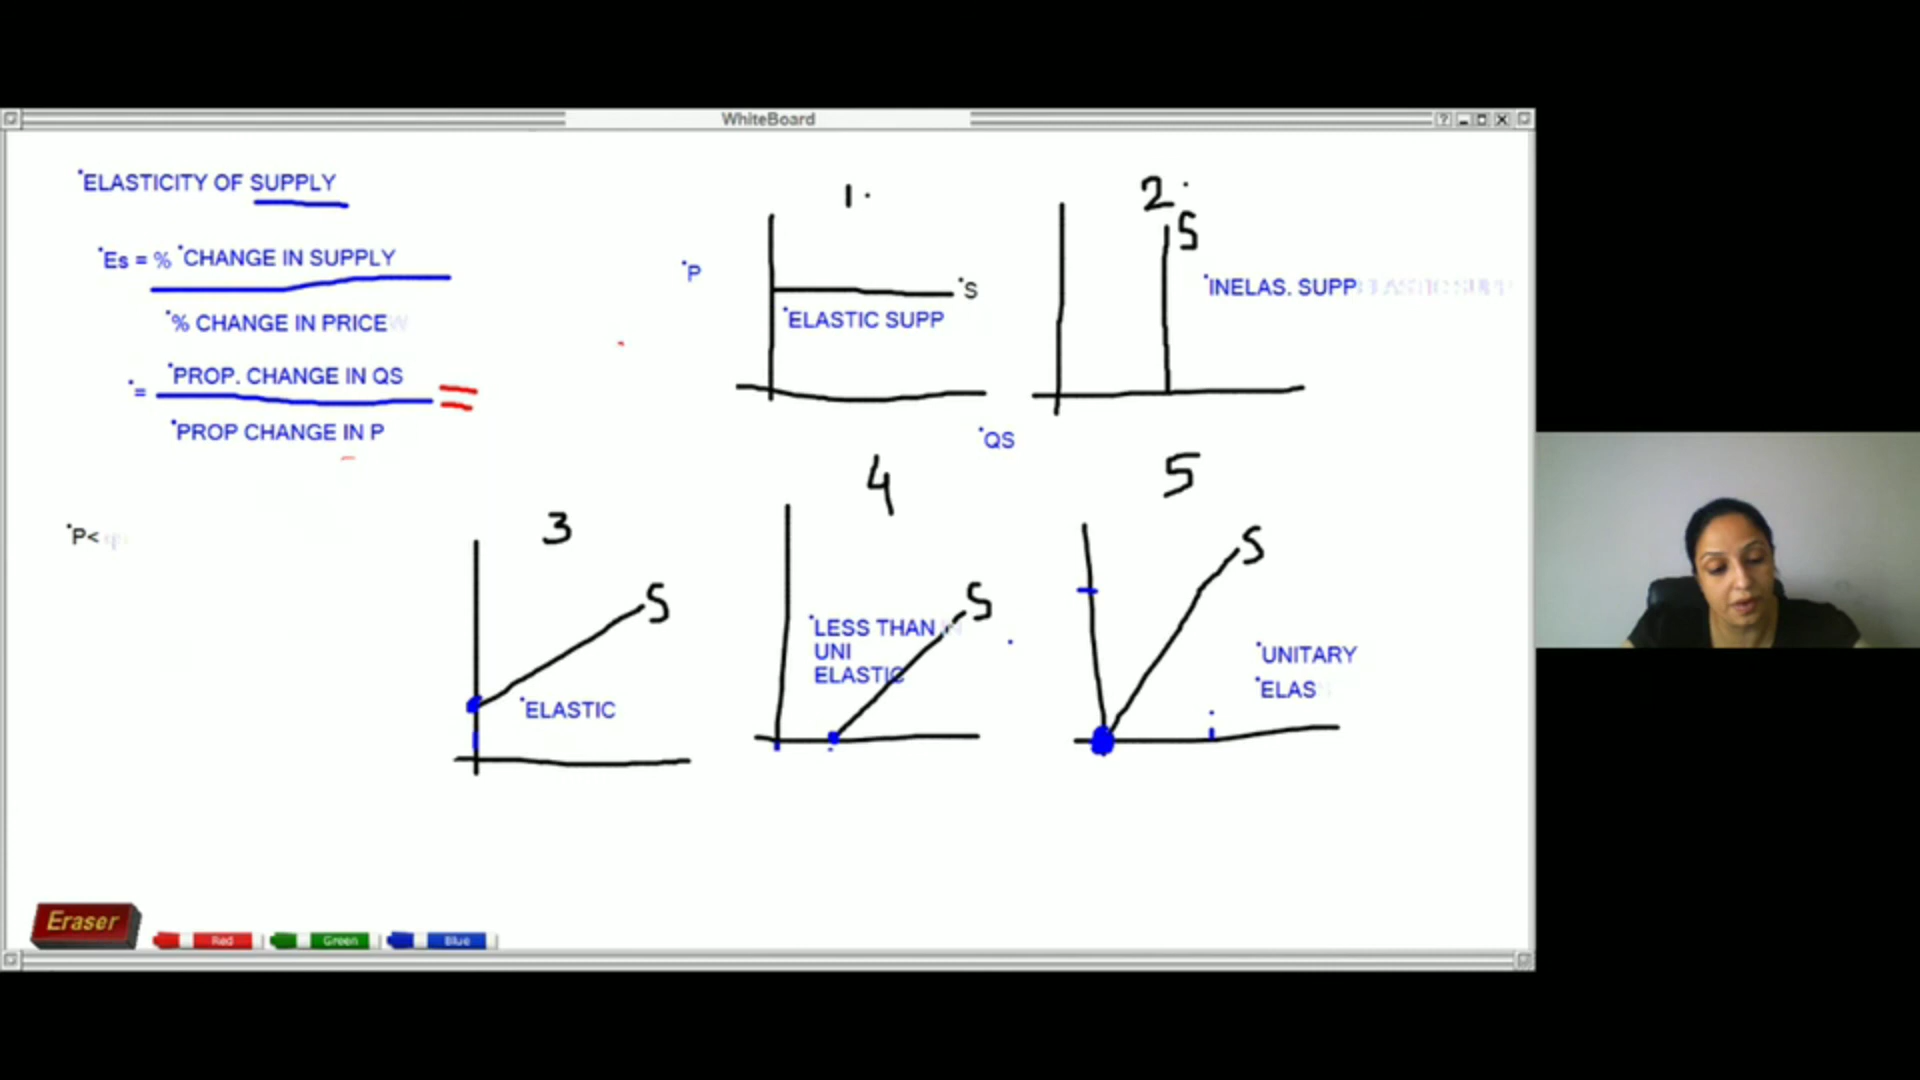 WhiteBoard
ELASTICITY OF SUPPLY
Es = % CHANGE IN SUPPLY
% CHANGE IN PRICE
= PROP. CHANGE IN QS =
PROP CHANGE IN P
P<
1.
P
S
ELASTIC SUPP
QS
2.
S
INELAS. SUPP
3
S
ELASTIC
4
S
LESS THAN
UNI
ELASTIC
5
S
UNITARY
ELAS
Eraser
Red
Green
Blue